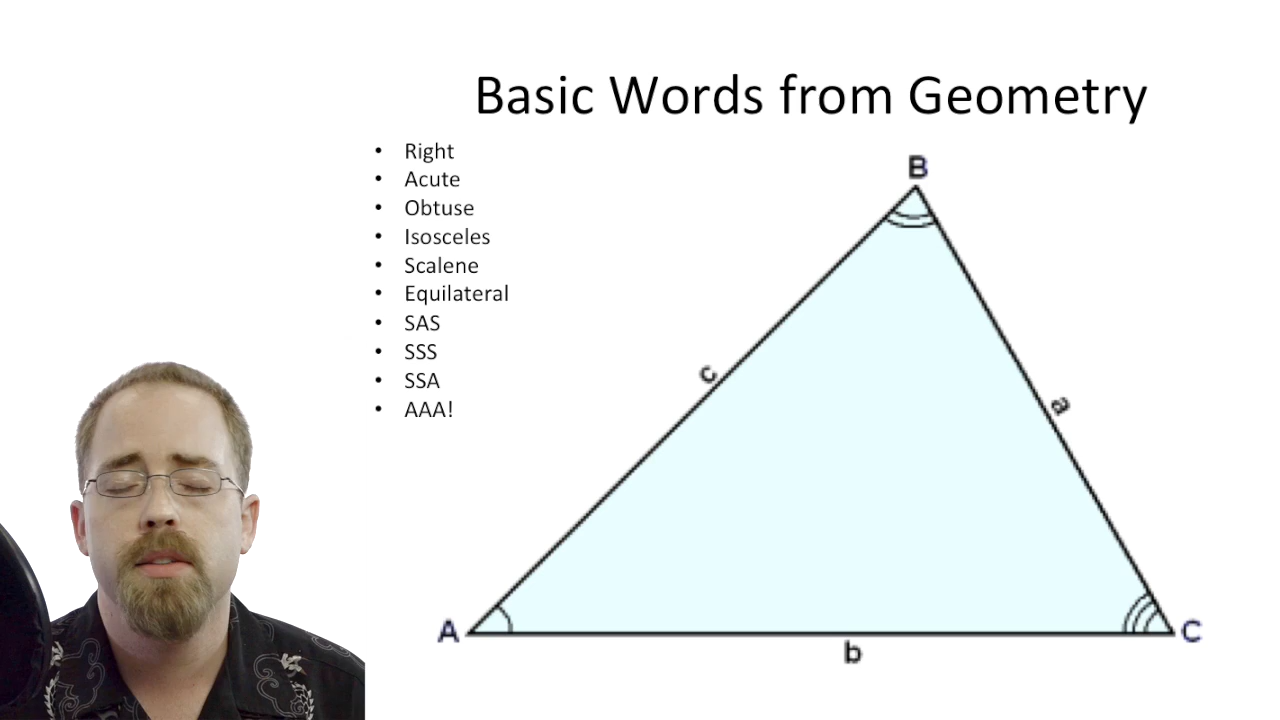 Basic Words from Geometry
• Right
• Acute
• Obtuse
• Isosceles
• Scalene
• Equilateral
• SAS
• SSS
• SSA
• AAA!
B
c
a
A
C
b